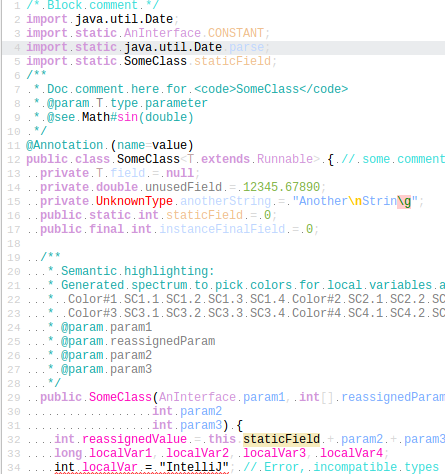 1 /* Block comment */
2 import java.util.Date;
3 import static AnInterface.CONSTANT;
4 import static java.util.Date.parse;
5 import static SomeClass.staticField;
6 /**
7  * Doc comment here for <code>SomeClass</code>
8  * @param T type parameter
9  * @see Math#sin(double)
10  */
11 @Annotation (name=value)
12 public class SomeClass<T extends Runnable> { // some comment
13   private T field = null;
14   private double unusedField = 12345.67890;
15   private UnknownType anotherString = "Another\nStrin\g";
16   public static int staticField = 0;
17   public final int instanceFinalField = 0;
18
19   /**
20    * Semantic highlighting:
21    * Generated spectrum to pick colors for local variables a
22    *  Color#1 SC1.1 SC1.2 SC1.3 SC1.4 Color#2 SC2.1 SC2.2 SC
23    *  Color#3 SC3.1 SC3.2 SC3.3 SC3.4 Color#4 SC4.1 SC4.2 SC
24    * @param param1
25    * @param reassignedParam
26    * @param param2
27    * @param param3
28    */
29   public SomeClass(AnInterface param1, int[] reassignedParam
30                   int param2
31                   int param3) {
32     int reassignedValue = this staticField + param2 + param3
33     long localVar1, localVar2, localVar3, localVar4;
34     int localVar = "IntelliJ"; // Error, incompatible types